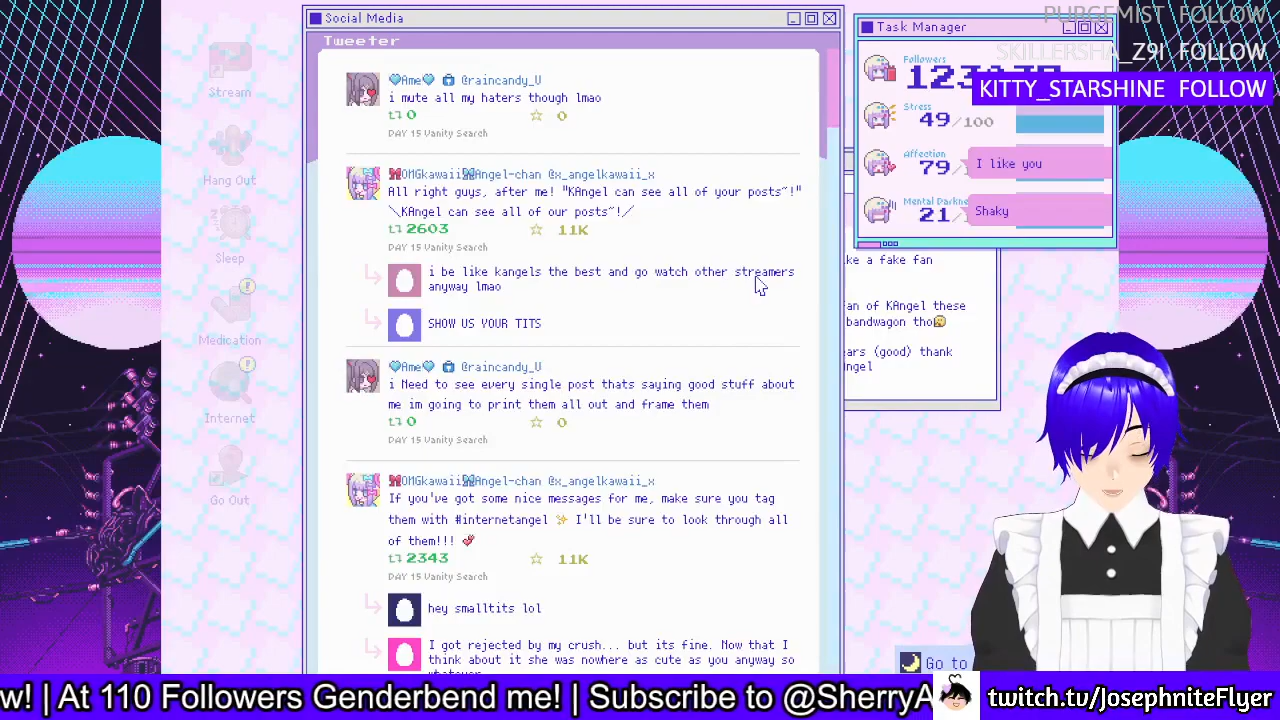 Social Media
Tweeter
Ame @raincandy_U
i mute all my haters though lmao
0 0
DAY 15 Vanity Search
OMGkawaii Angel-chan @x_angelkawaii_x
All right guys, after me! "KAngel can see all of your posts~!"
\KAngel can see all of our posts~!/
2603 11K
DAY 15 Vanity Search
i be like kangels the best and go watch other streamers
anyway lmao
SHOW US YOUR TITS
Ame @raincandy_U
i Need to see every single post thats saying good stuff about
me im going to print them all out and frame them
0 0
DAY 15 Vanity Search
OMGkawaii Angel-chan @x_angelkawaii_x
If you've got some nice messages for me, make sure you tag
them with #internetangel ✨ I'll be sure to look through all
of them!!! 💕
2343 11K
DAY 15 Vanity Search
hey smalltits lol
I got rejected by my crush... but its fine. Now that I
think about it she was nowhere as cute as you anyway so
Stream
Hang Out
Sleep
Medication
Internet
Go Out
Task Manager
PURGEMIST FOLLOW
SKILLERSHA_Z9I FOLLOW
KITTY_STARSHINE FOLLOW
Followers
Stress
49/100
Affection
79/1
I like you
Mental Darkne
21/
Shaky
ke a fake fan
fan of KAngel these
bandwagon tho
ears (good) thank
ngel
Go to
w! | At 110 Followers Genderbend me! | Subscribe to @SherryA
twitch.tv/JosephniteFlyer